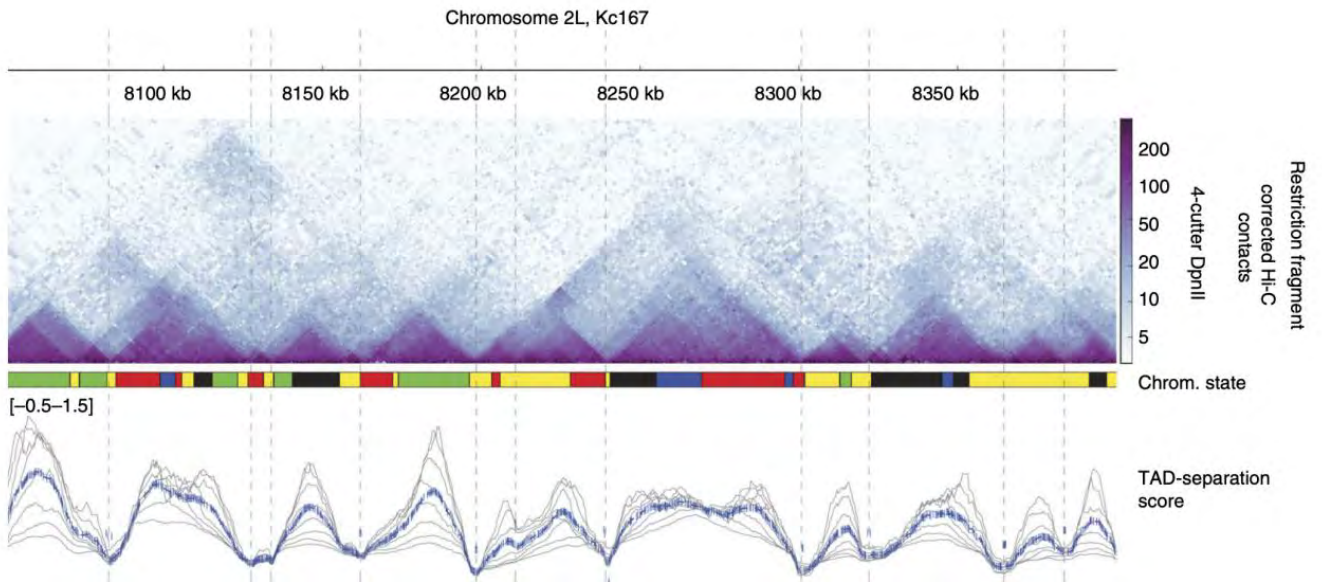 Chromosome 2L, Kc167
8100 kb
8150 kb
8200 kb
8250 kb
8300 kb
8350 kb
200
100
50
20
10
5
4-cutter DpnII
Restriction fragment
corrected Hi-C
contacts
Chrom. state
[–0.5–1.5]
TAD-separation
score